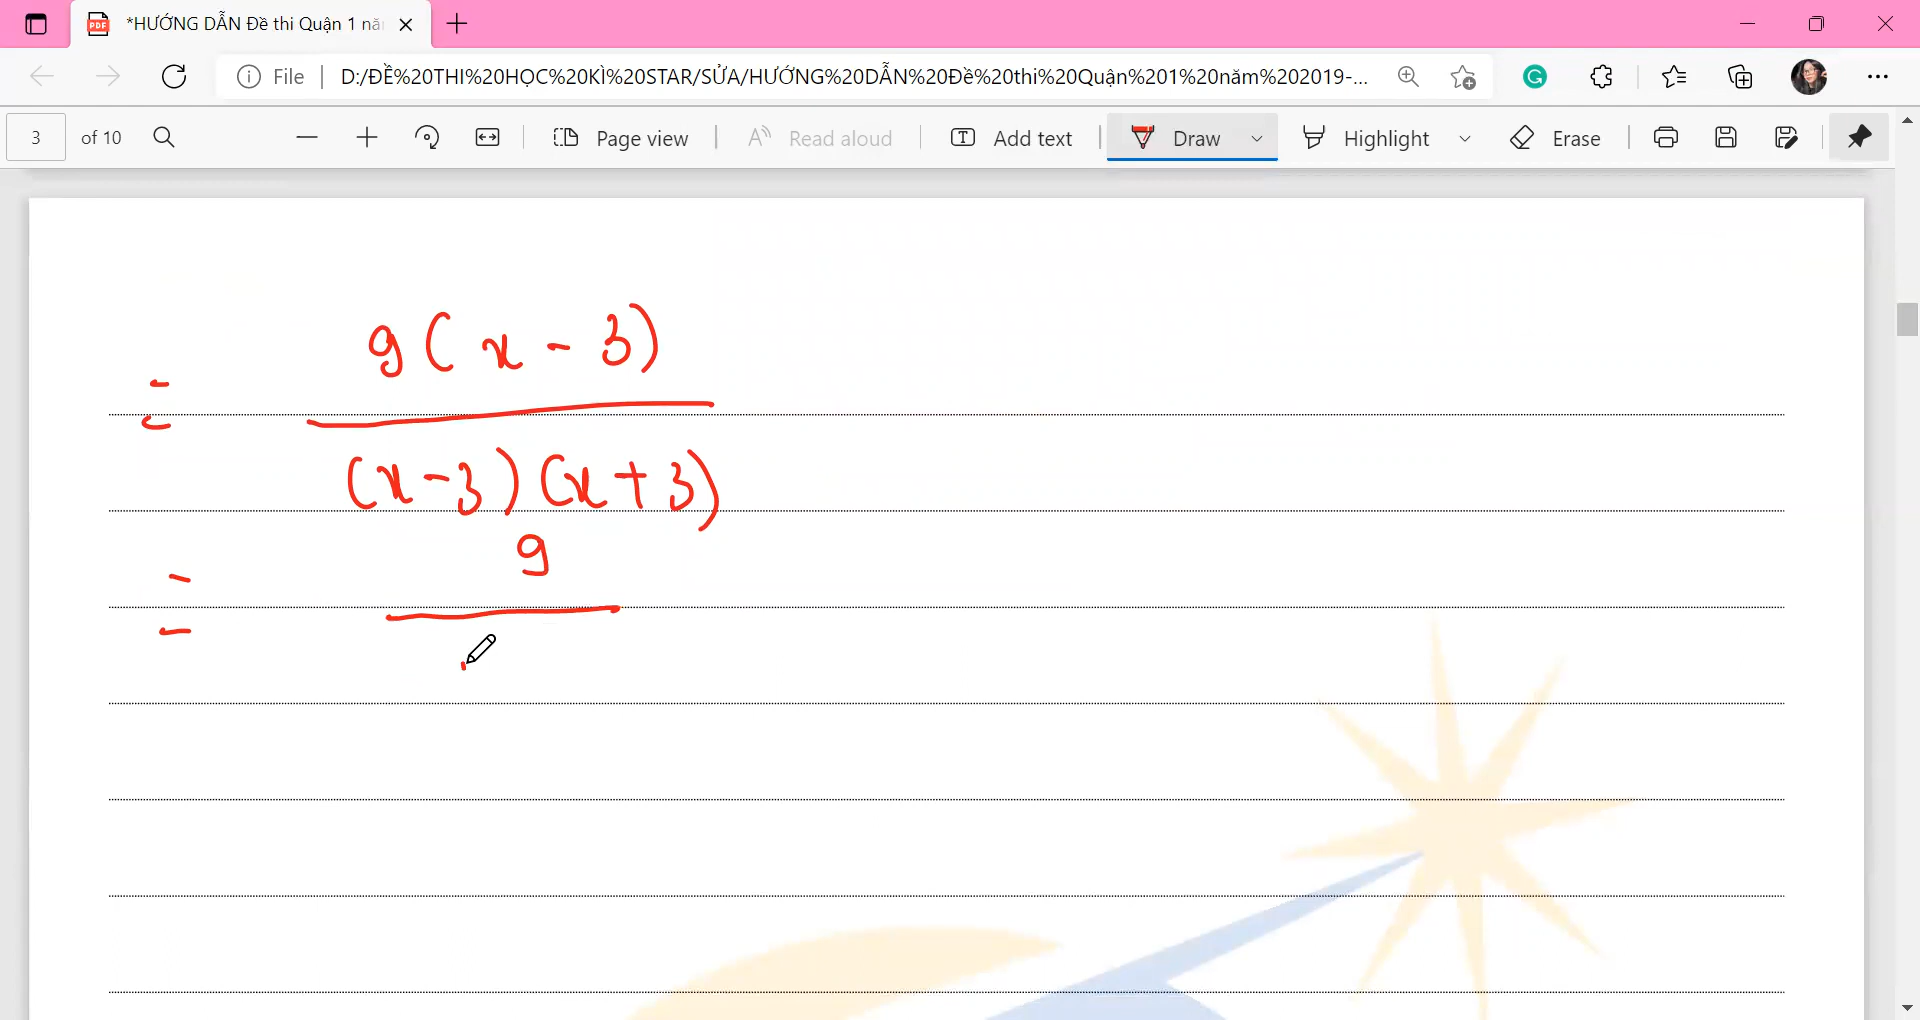 *HƯỚNG DẪN Đề thi Quận 1 nă
File D:/ĐỀ%20THI%20HỌC%20KÌ%20STAR/SỬA/HƯỚNG%20DẪN%20Đề%20thi%20Quận%201%20năm%202019-...
3 of 10 Page view Read aloud Add text Draw Highlight Erase
9(x - 3)
=
(x - 3)(x + 3)
9
=